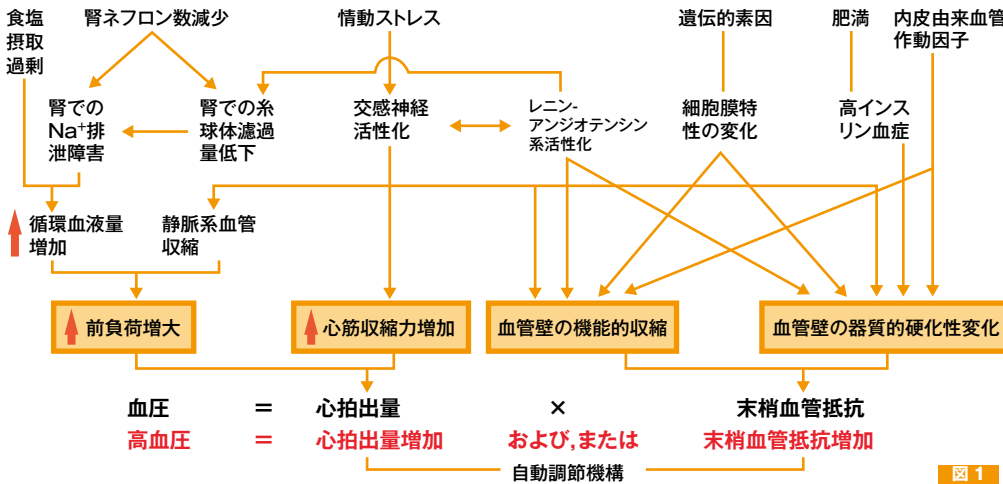 食塩
摂取
過剰
腎ネフロン数減少
情動ストレス
遺伝的素因
肥満
内皮由来血管
作動因子
腎での
Na⁺排
泄障害
腎での糸
球体濾過
量低下
交感神経
活性化
レニン-
アンジオテンシン
系活性化
細胞膜特
性の変化
高インス
リン血症
循環血液量
増加
静脈系血管
収縮
前負荷増大
心筋収縮力増加
血管壁の機能的収縮
血管壁の器質的硬化性変化
血圧 = 心拍出量 × 末梢血管抵抗
高血圧 = 心拍出量増加 および,または 末梢血管抵抗増加
自動調節機構
図 1